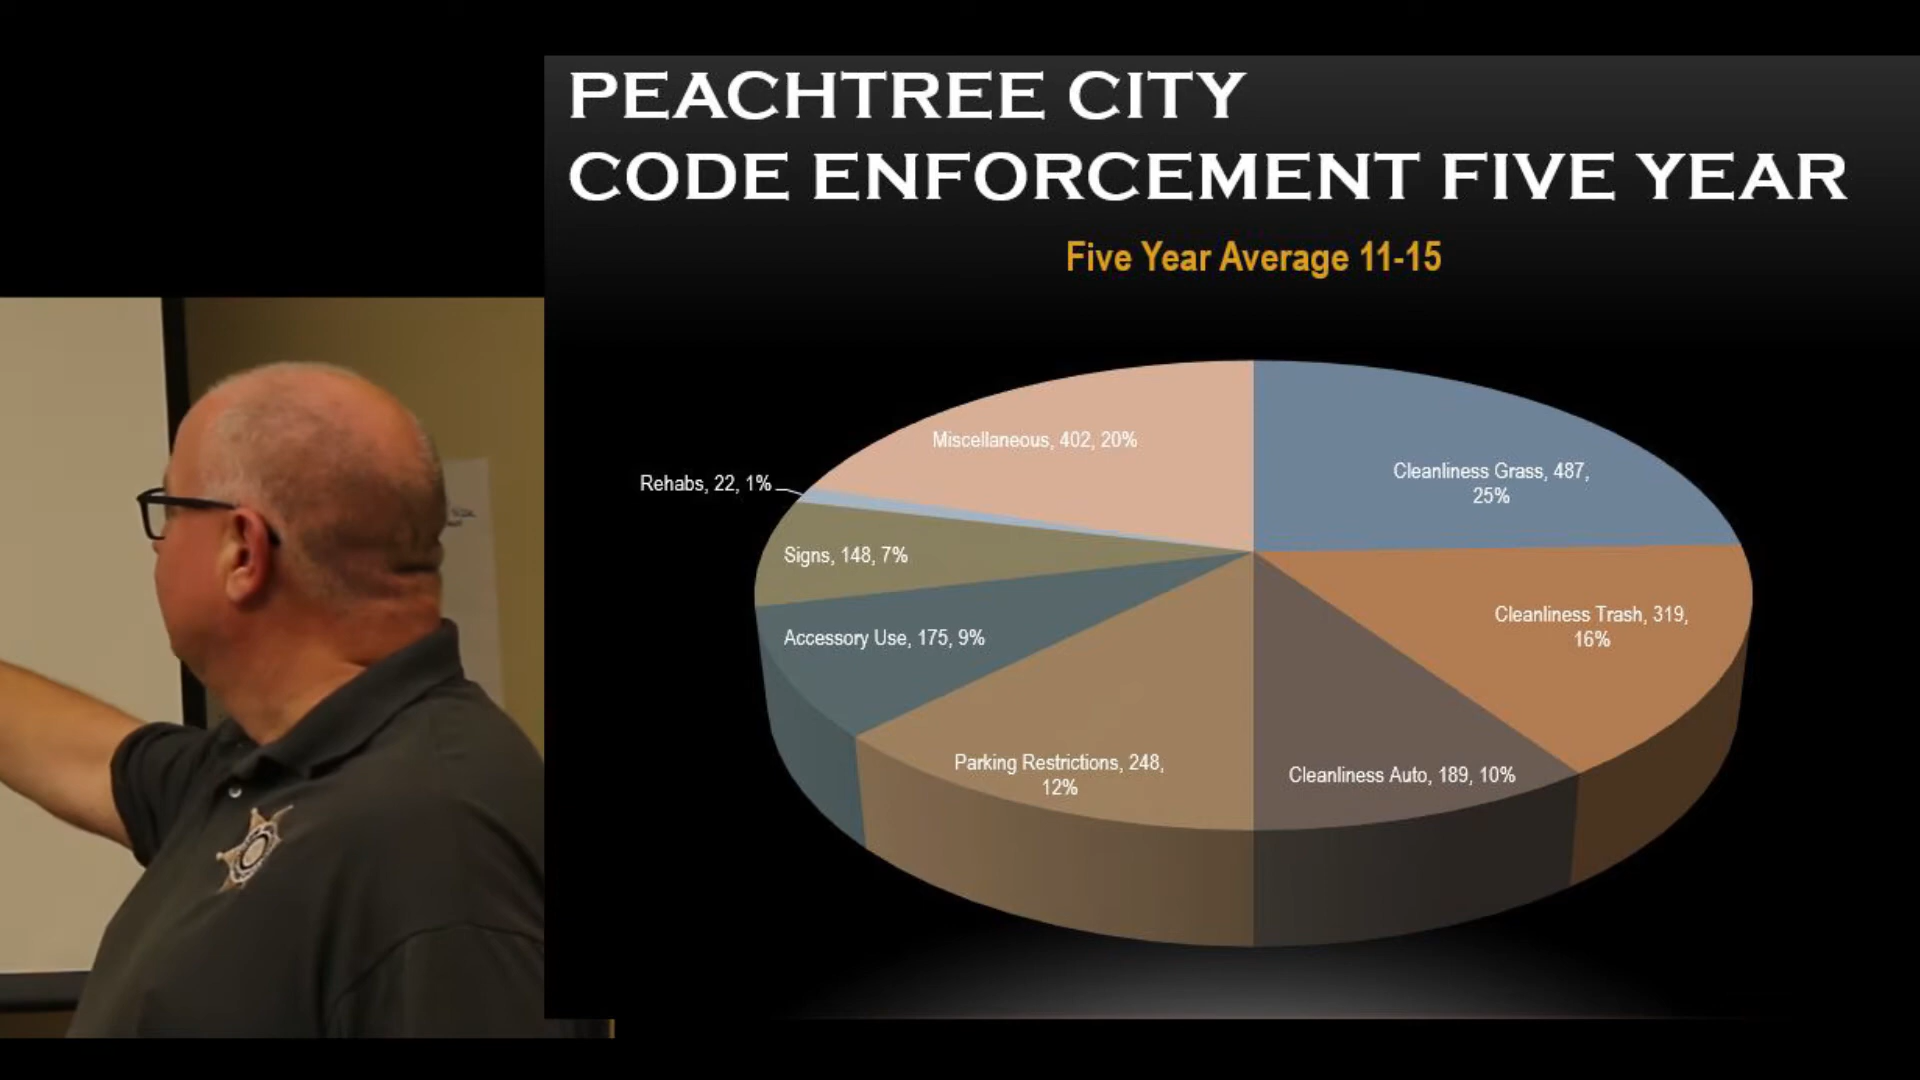 PEACHTREE CITY
CODE ENFORCEMENT FIVE YEAR
Five Year Average 11-15
Miscellaneous, 402, 20%
Cleanliness Grass, 487,
25%
Rehabs, 22, 1%
Signs, 148, 7%
Cleanliness Trash, 319,
16%
Accessory Use, 175, 9%
Parking Restrictions, 248,
12%
Cleanliness Auto, 189, 10%